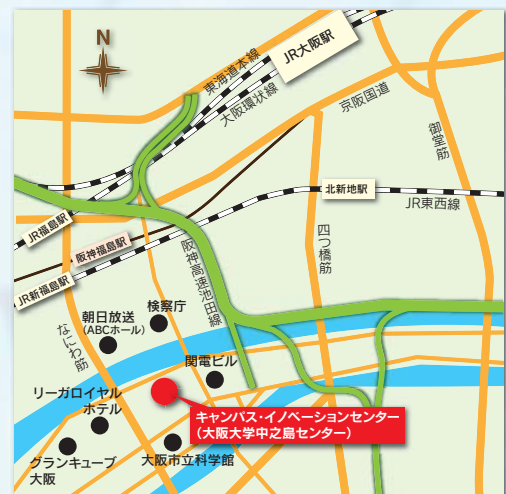 N
JR大阪駅
東海道本線
大阪環状線
京阪国道
御堂筋
北新地駅
JR東西線
JR福島駅
阪神福島駅
JR新福島駅
阪神高速池田線
四つ橋筋
朝日放送
(ABCホール)
検察庁
なにわ筋
関電ビル
リーガロイヤル
ホテル
キャンパス・イノベーションセンター
(大阪大学中之島センター)
グランキューブ
大阪
大阪市立科学館